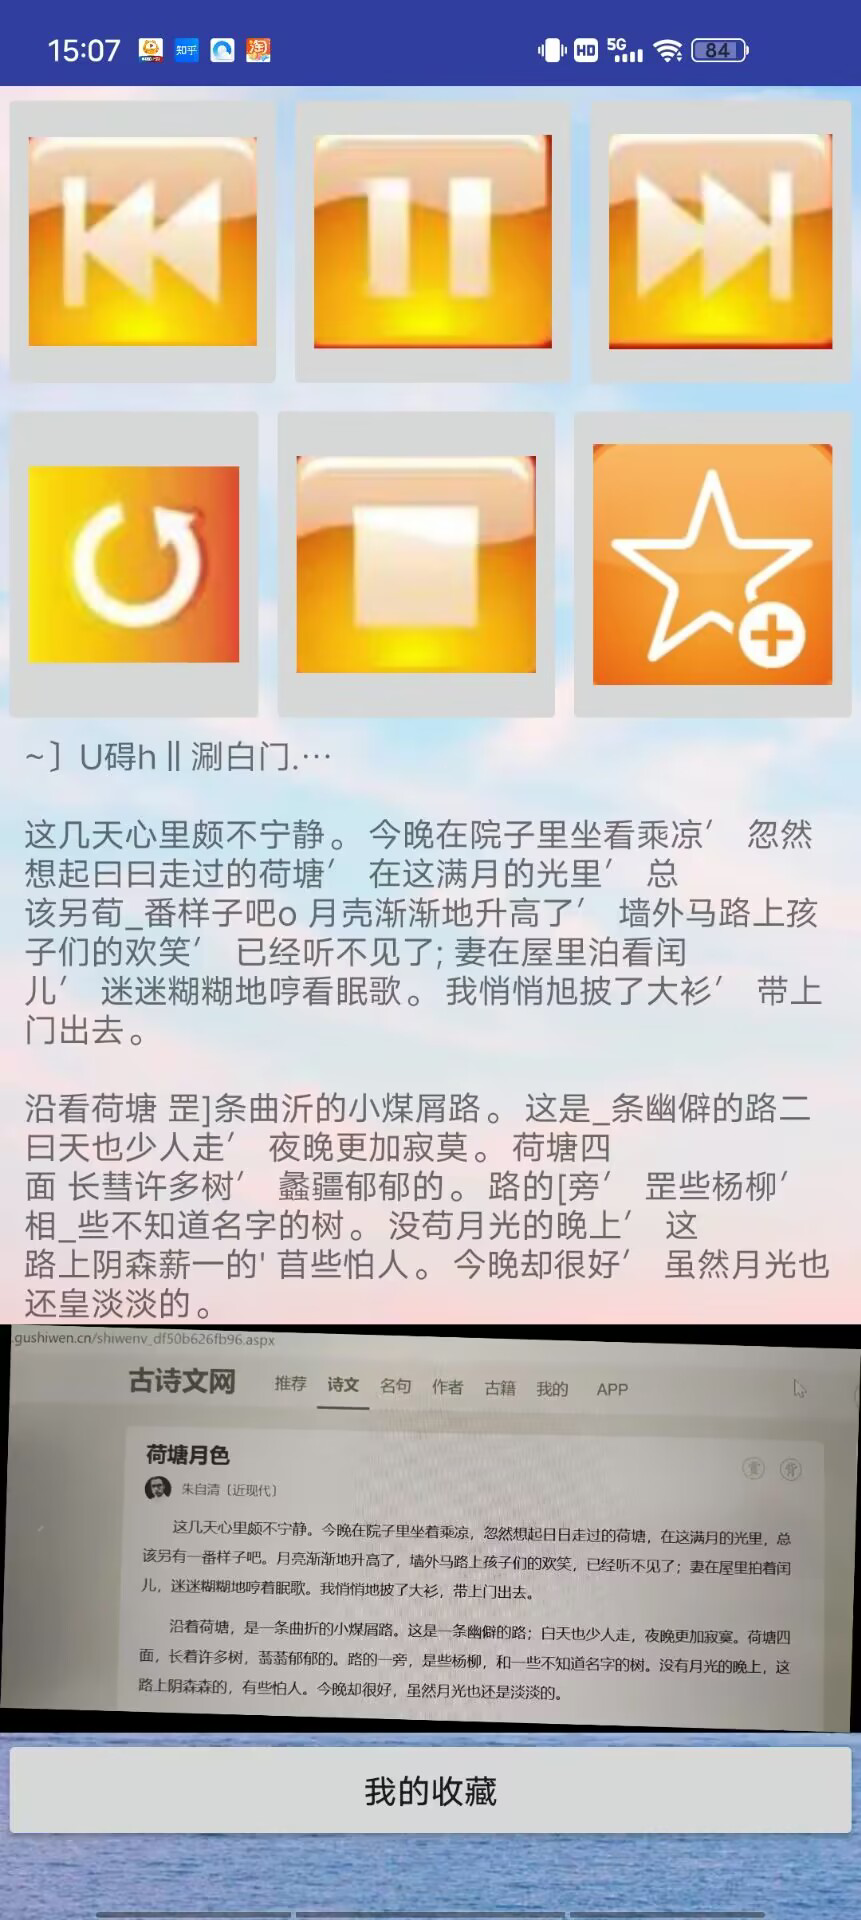 15:07 知乎 淘 HD 5G 84
~〕U碍h‖涮白门.…
这几天心里颇不宁静。今晚在院子里坐看乘凉′ 忽然
想起曰曰走过的荷塘′ 在这满月的光里′ 总
该另荀_番样子吧o 月亮渐渐地升高了′ 墙外马路上孩
子们的欢笑′ 已经听不见了; 妻在屋里泊看闰
儿′ 迷迷糊糊地哼看眠歌。我悄悄旭披了大衫′ 带上
门出去。
沿看荷塘 罡]条曲沂的小煤屑路。这是_条幽僻的路二
曰天也少人走′ 夜晚更加寂莫。荷塘四
面 长彗许多树′ 蠡疆郁郁的。路的[旁′ 罡些杨柳′
相_些不知道名字的树。没苟月光的晚上′ 这
路上阴森薪一的' 首些怕人。今晚却很好′ 虽然月光也
还皇淡淡的。
.gushiwen.cn/shiwenv_df50b626fb96.aspx
古诗文网 推荐 诗文 名句 作者 古籍 我的 APP
荷塘月色
朱自清〔近现代〕
这几天心里颇不宁静。今晚在院子里坐着乘凉，忽然想起日日走过的荷塘，在这满月的光里，总
该另有一番样子吧。月亮渐渐地升高了，墙外马路上孩子们的欢笑，已经听不见了；妻在屋里拍着闰
儿，迷迷糊糊地哼着眠歌。我悄悄地披了大衫，带上门出去。
沿着荷塘，是一条曲折的小煤屑路。这是一条幽僻的路；白天也少人走，夜晚更加寂寞。荷塘四
面，长着许多树，蓊蓊郁郁的。路的一旁，是些杨柳，和一些不知道名字的树。没有月光的晚上，这
路上阴森森的，有些怕人。今晚却很好，虽然月光也还是淡淡的。
我的收藏